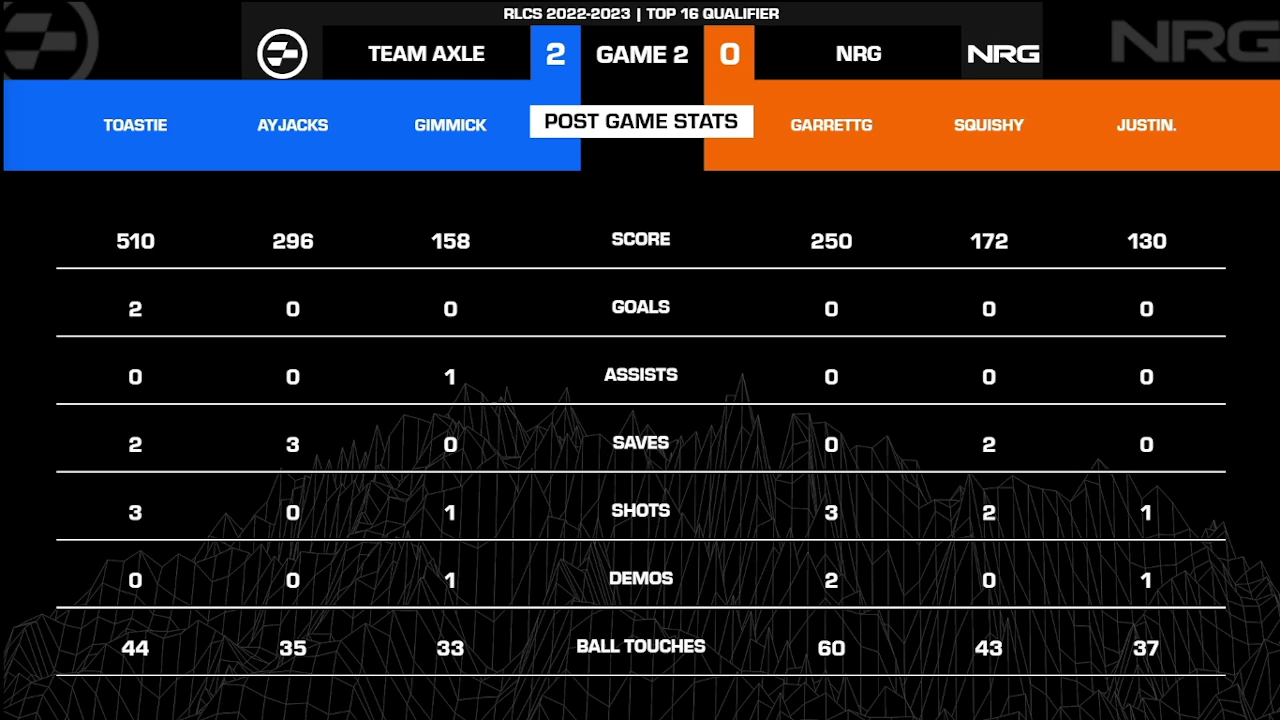 RLCS 2022-2023 | TOP 16 QUALIFIER
TEAM AXLE 2 GAME 2 0 NRG NRG NRG
TOASTIE AYJACKS GIMMICK POST GAME STATS GARRETTG SQUISHY JUSTIN.
510 296 158 SCORE 250 172 130
2 0 0 GOALS 0 0 0
0 0 1 ASSISTS 0 0 0
2 3 0 SAVES 0 2 0
3 0 1 SHOTS 3 2 1
0 0 1 DEMOS 2 0 1
44 35 33 BALL TOUCHES 60 43 37